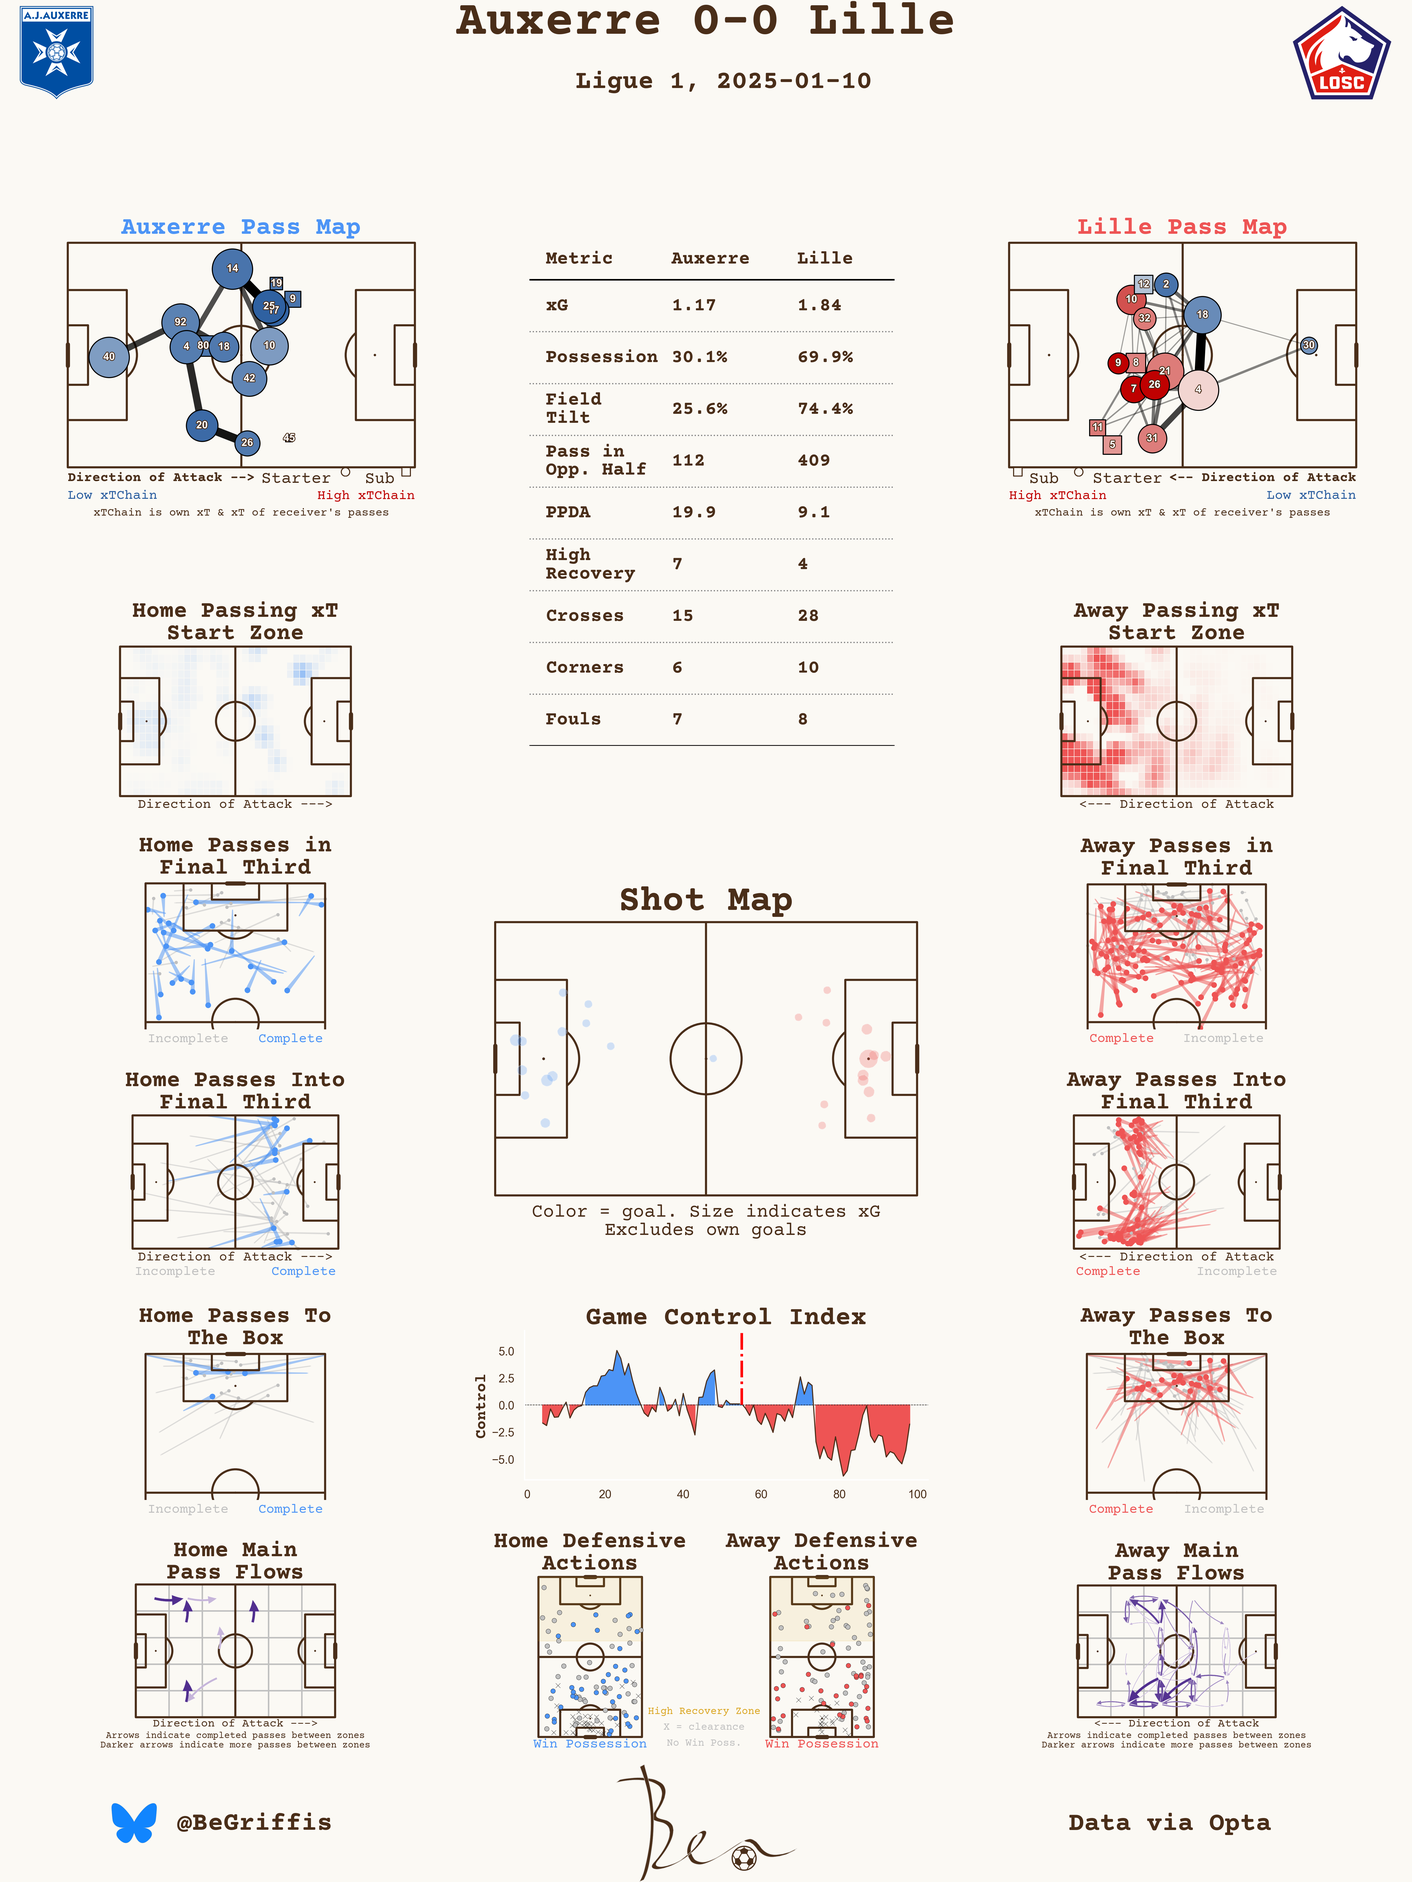 Auxerre 0-0 Lille
Ligue 1, 2025-01-10
A.J.AUXERRE
LOSC
Auxerre Pass Map
14
19
9
25
7
92
4
80
18
10
40
42
20
26
45
Direction of Attack --> Starter Sub
Low xTChain High xTChain
xTChain is own xT & xT of receiver's passes
Metric Auxerre Lille
xG 1.17 1.84
Possession 30.1% 69.9%
Field
Tilt 25.6% 74.4%
Pass in
Opp. Half 112 409
PPDA 19.9 9.1
High
Recovery 7 4
Crosses 15 28
Corners 6 10
Fouls 7 8
Lille Pass Map
12
2
10
32
18
30
9
8
21
7
26
4
11
5
31
Sub Starter <-- Direction of Attack
High xTChain Low xTChain
xTChain is own xT & xT of receiver's passes
Home Passing xT
Start Zone
Direction of Attack --->
Away Passing xT
Start Zone
<--- Direction of Attack
Home Passes in
Final Third
Incomplete Complete
Away Passes in
Final Third
Complete Incomplete
Shot Map
Color = goal. Size indicates xG
Excludes own goals
Home Passes Into
Final Third
Direction of Attack --->
Incomplete Complete
Away Passes Into
Final Third
<--- Direction of Attack
Complete Incomplete
Home Passes To
The Box
Incomplete Complete
Game Control Index
Control
5.0
2.5
0.0
−2.5
−5.0
0 20 40 60 80 100
Away Passes To
The Box
Complete Incomplete
Home Main
Pass Flows
Direction of Attack --->
Arrows indicate completed passes between zones
Darker arrows indicate more passes between zones
Home Defensive
Actions
Win Possession
Away Defensive
Actions
Win Possession
High Recovery Zone
X = clearance
No Win Poss.
Away Main
Pass Flows
<--- Direction of Attack
Arrows indicate completed passes between zones
Darker arrows indicate more passes between zones
@BeGriffis
Ben
Data via Opta